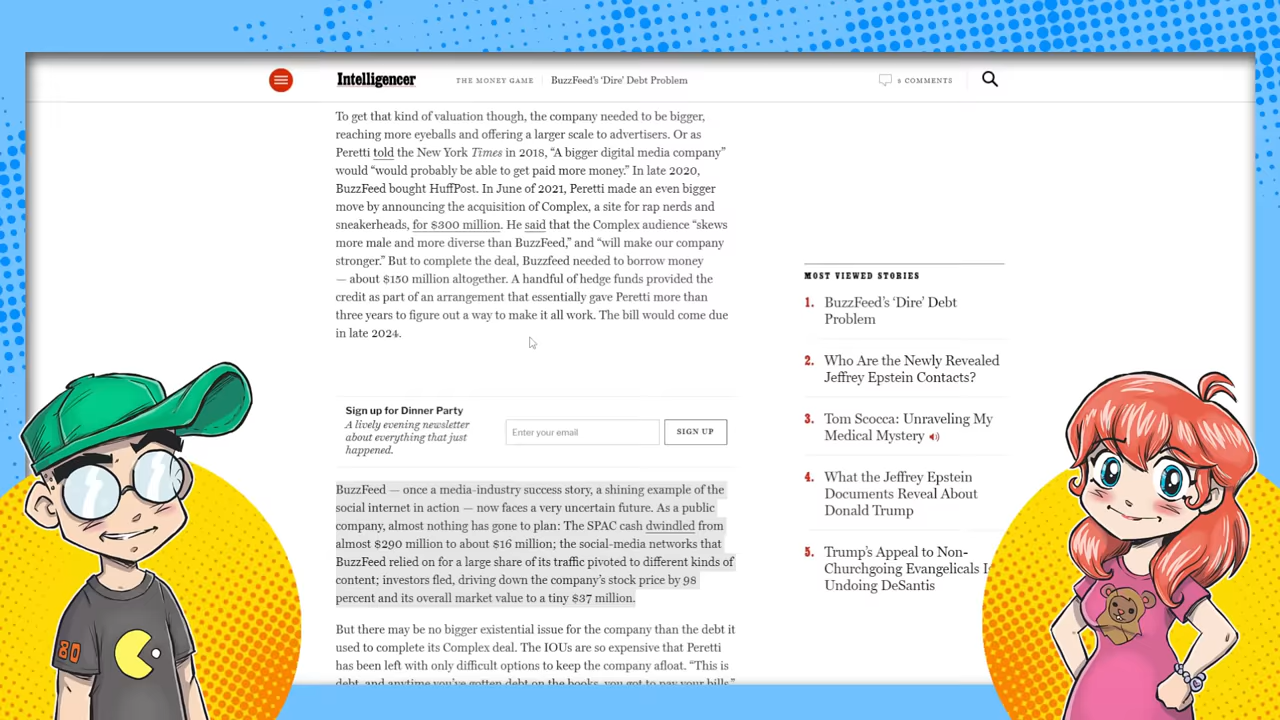 Intelligencer
THE MONEY GAME
BuzzFeed's 'Dire' Debt Problem
8 COMMENTS
To get that kind of valuation though, the company needed to be bigger,
reaching more eyeballs and offering a larger scale to advertisers. Or as
Peretti told the New York Times in 2018, “A bigger digital media company”
would “would probably be able to get paid more money.” In late 2020,
BuzzFeed bought HuffPost. In June of 2021, Peretti made an even bigger
move by announcing the acquisition of Complex, a site for rap nerds and
sneakerheads, for $300 million. He said that the Complex audience “skews
more male and more diverse than BuzzFeed,” and “will make our company
stronger.” But to complete the deal, Buzzfeed needed to borrow money
— about $150 million altogether. A handful of hedge funds provided the
credit as part of an arrangement that essentially gave Peretti more than
three years to figure out a way to make it all work. The bill would come due
in late 2024.
Sign up for Dinner Party
A lively evening newsletter
about everything that just
happened.
Enter your email
SIGN UP
BuzzFeed — once a media-industry success story, a shining example of the
social internet in action — now faces a very uncertain future. As a public
company, almost nothing has gone to plan: The SPAC cash dwindled from
almost $290 million to about $16 million; the social-media networks that
BuzzFeed relied on for a large share of its traffic pivoted to different kinds of
content; investors fled, driving down the company's stock price by 98
percent and its overall market value to a tiny $37 million.
But there may be no bigger existential issue for the company than the debt it
used to complete its Complex deal. The IOUs are so expensive that Peretti
has been left with only difficult options to keep the company afloat. “This is
debt, and anytime you've gotten debt on the books, you got to pay your bills,”
MOST VIEWED STORIES
1. BuzzFeed's 'Dire' Debt
Problem
2. Who Are the Newly Revealed
Jeffrey Epstein Contacts?
3. Tom Scocca: Unraveling My
Medical Mystery
4. What the Jeffrey Epstein
Documents Reveal About
Donald Trump
5. Trump's Appeal to Non-
Churchgoing Evangelicals
Undoing DeSantis
80